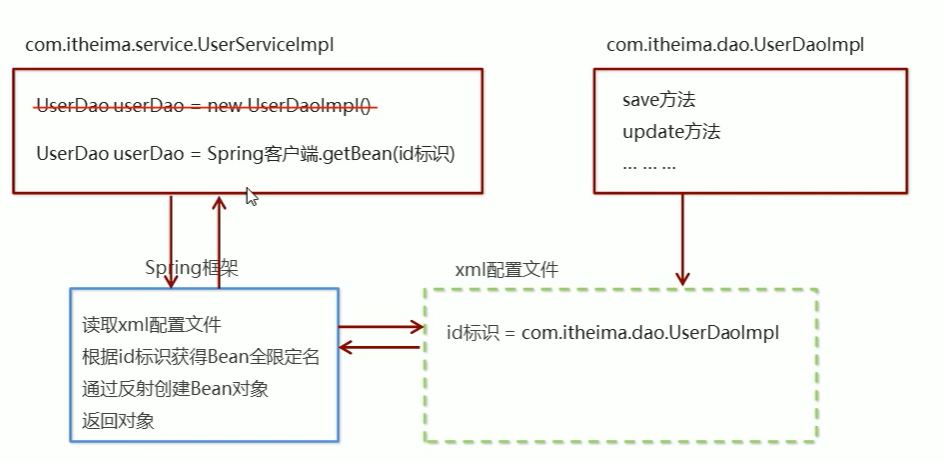 com.itheima.service.UserServiceImpl
com.itheima.dao.UserDaoImpl
UserDao userDao = new UserDaoImpl()
UserDao userDao = Spring客户端.getBean(id标识)
save方法
update方法
... ... ...
Spring框架
xml配置文件
读取xml配置文件
根据id标识获得Bean全限定名
通过反射创建Bean对象
返回对象
id标识 = com.itheima.dao.UserDaoImpl